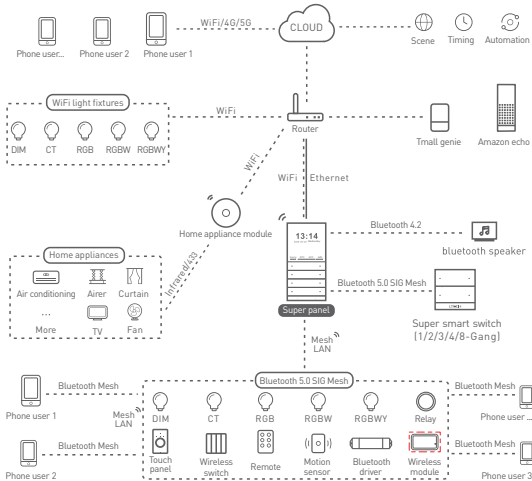 WiFi/4G/5G
CLOUD
Phone user...
Phone user 2
Phone user 1
Scene
Timing
Automation
WiFi light fixtures
DIM
CT
RGB
RGBW
RGBWY
WiFi
Router
Tmall genie
Amazon echo
WiFi
WiFi
Ethernet
Home appliance module
13:14
Bluetooth 4.2
bluetooth speaker
Home appliances
Air conditioning
Airer
Curtain
...
More
TV
Fan
Infrared/433
Bluetooth 5.0 SIG Mesh
Super panel
Super smart switch
(1/2/3/4/8-Gang)
Mesh
LAN
Bluetooth 5.0 SIG Mesh
Phone user 1
Bluetooth Mesh
Mesh
LAN
DIM
CT
RGB
RGBW
RGBWY
Relay
Bluetooth Mesh
Phone user ...
Phone user 2
Bluetooth Mesh
Touch
panel
Wireless
switch
Remote
Motion
sensor
Bluetooth
driver
Wireless
module
Bluetooth Mesh
Phone user 3